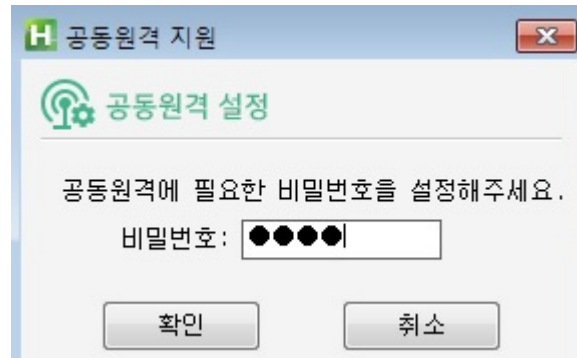 H 공동원격 지원
공동원격 설정
공동원격에 필요한 비밀번호을 설정해주세요.
비밀번호: ●●●●
확인 취소